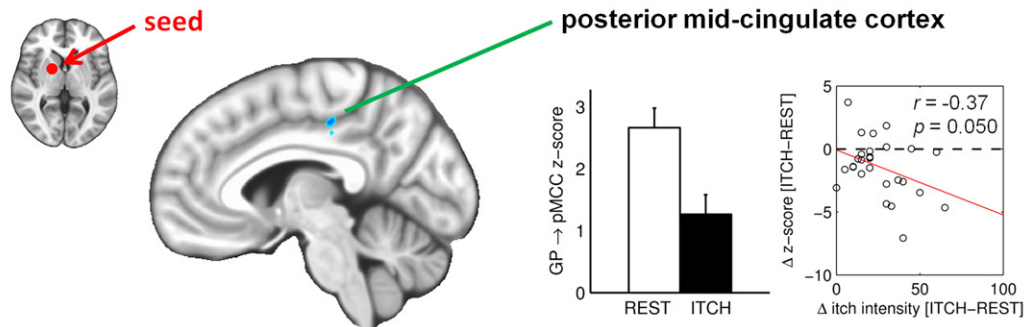 seed
posterior mid-cingulate cortex
GP → pMCC z-score
3
2
1
0
REST ITCH
Δ z-score [ITCH−REST]
5
0
−5
−10
r = -0.37
p = 0.050
0 50 100
Δ itch intensity [ITCH−REST]